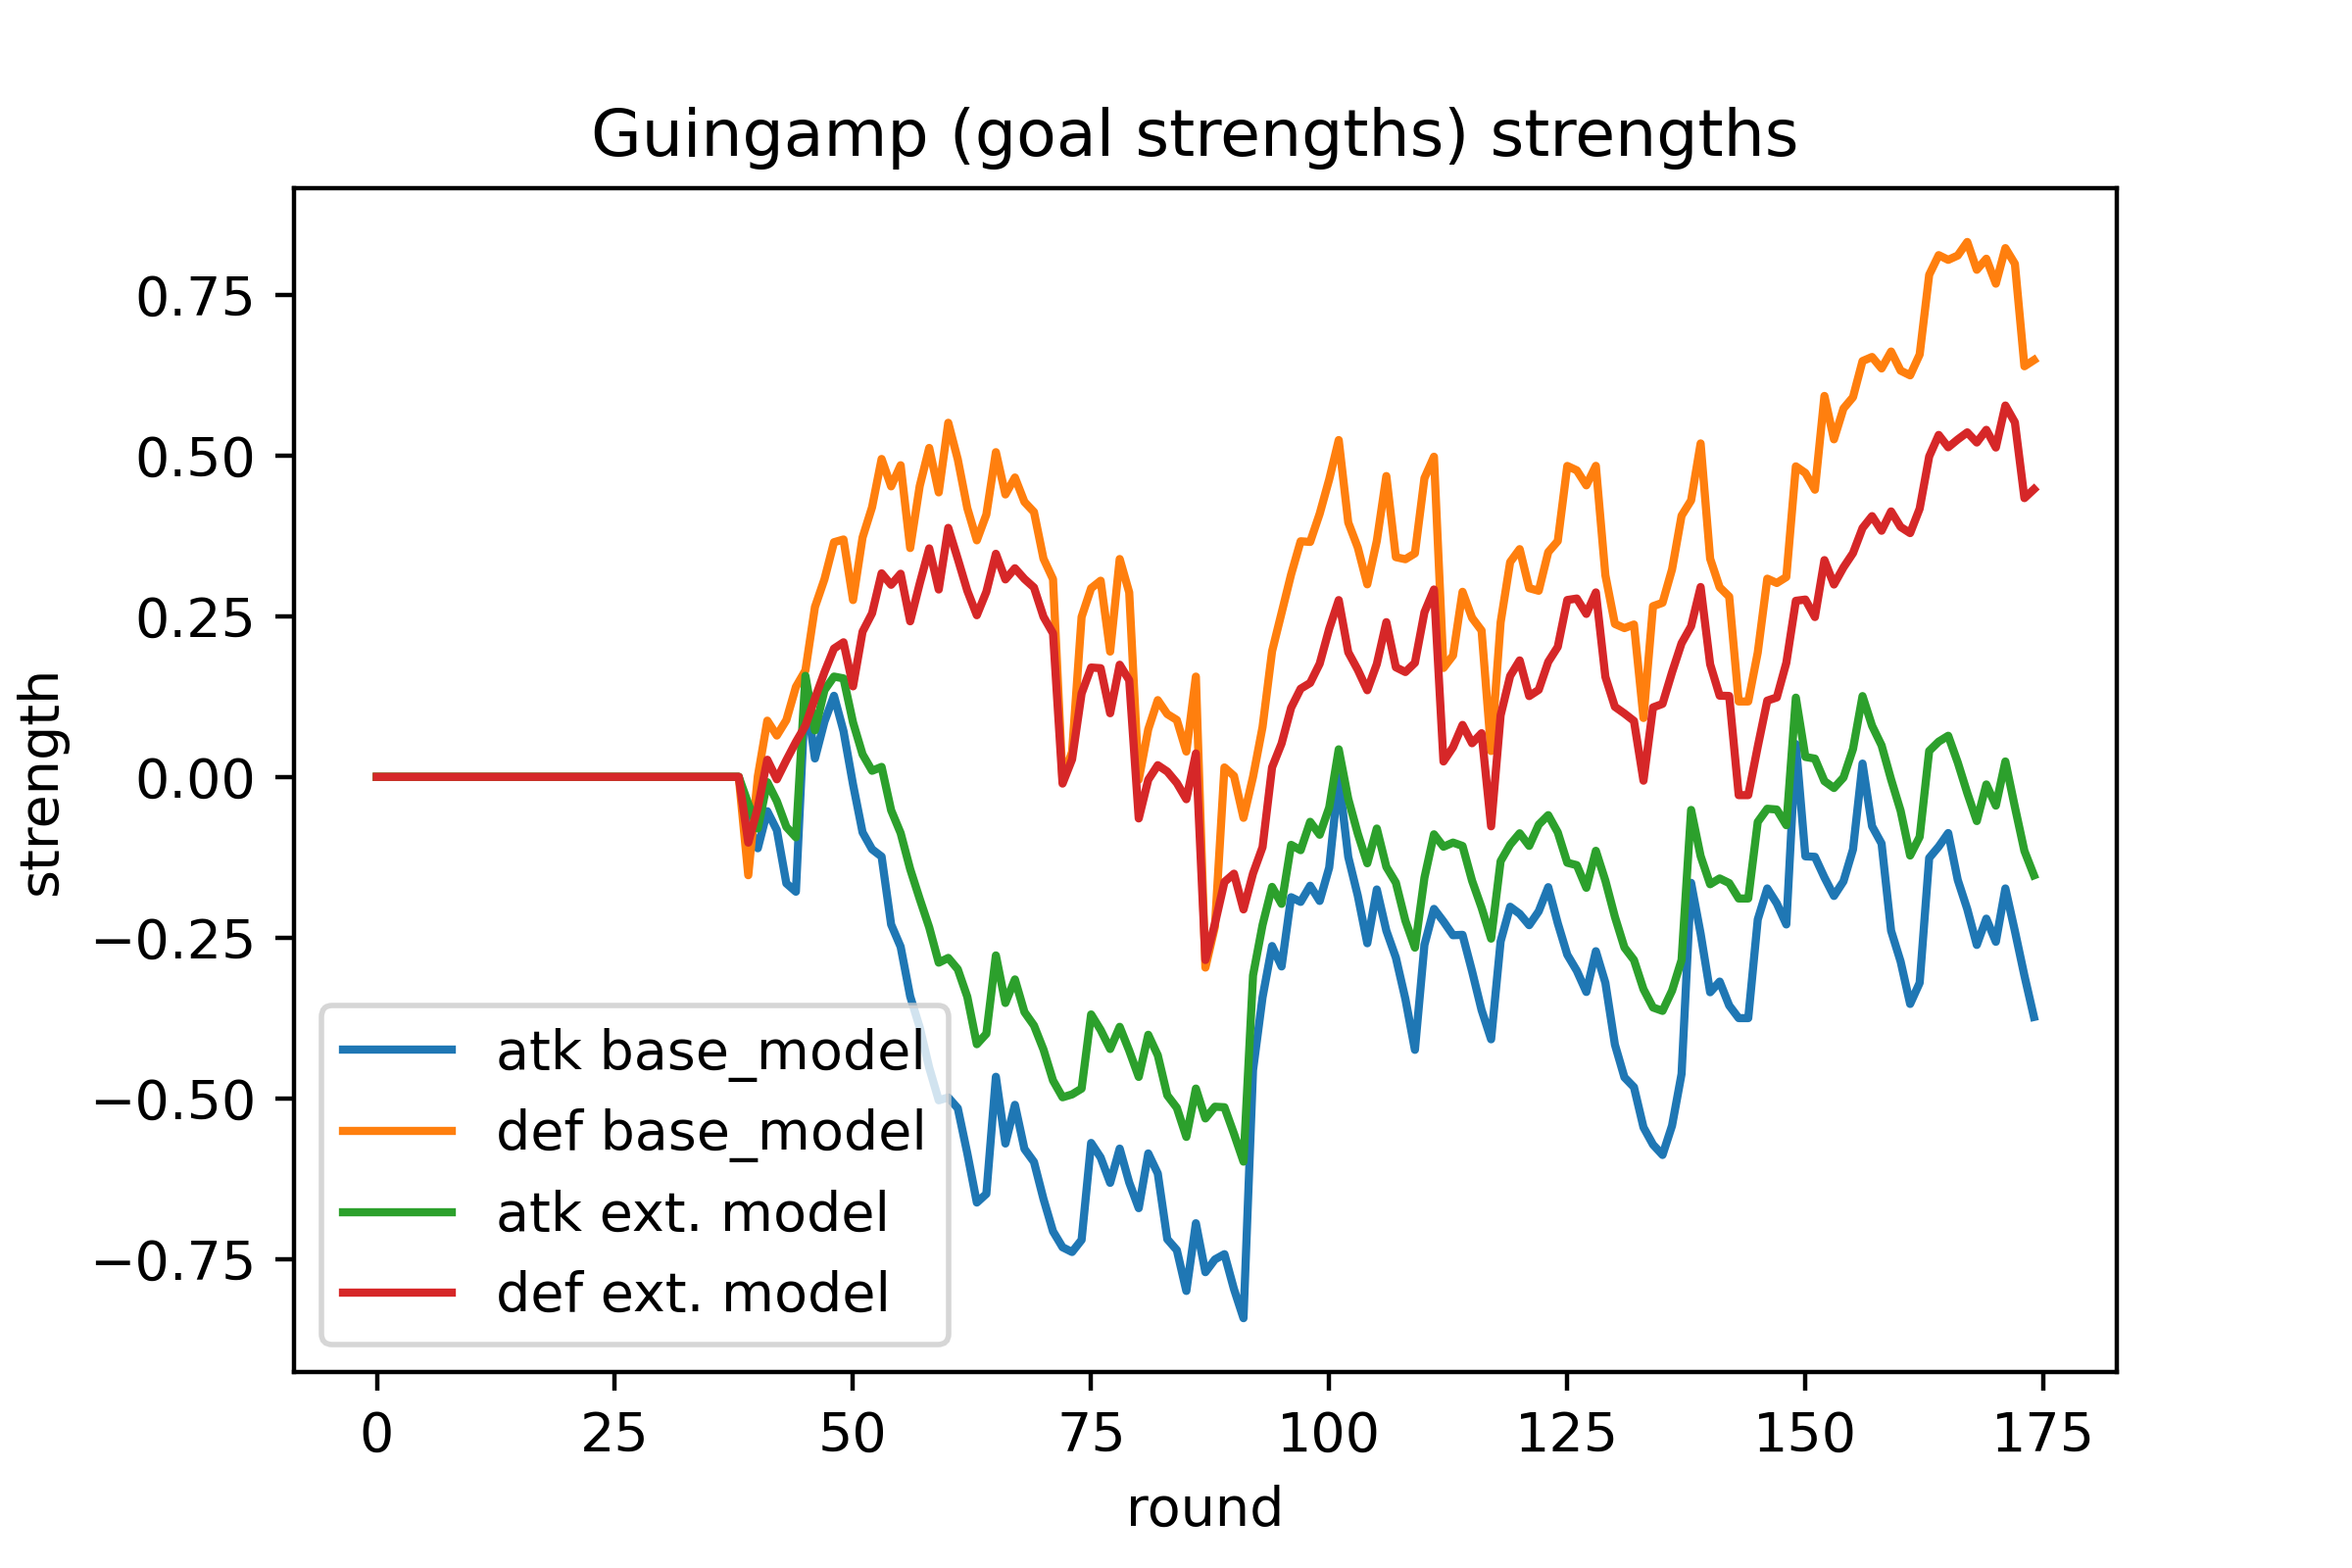 Guingamp (goal strengths) strengths
strength
0.75
0.50
0.25
0.00
−0.25
−0.50
−0.75
atk base_model
def base_model
atk ext. model
def ext. model
0 25 50 75 100 125 150 175
round